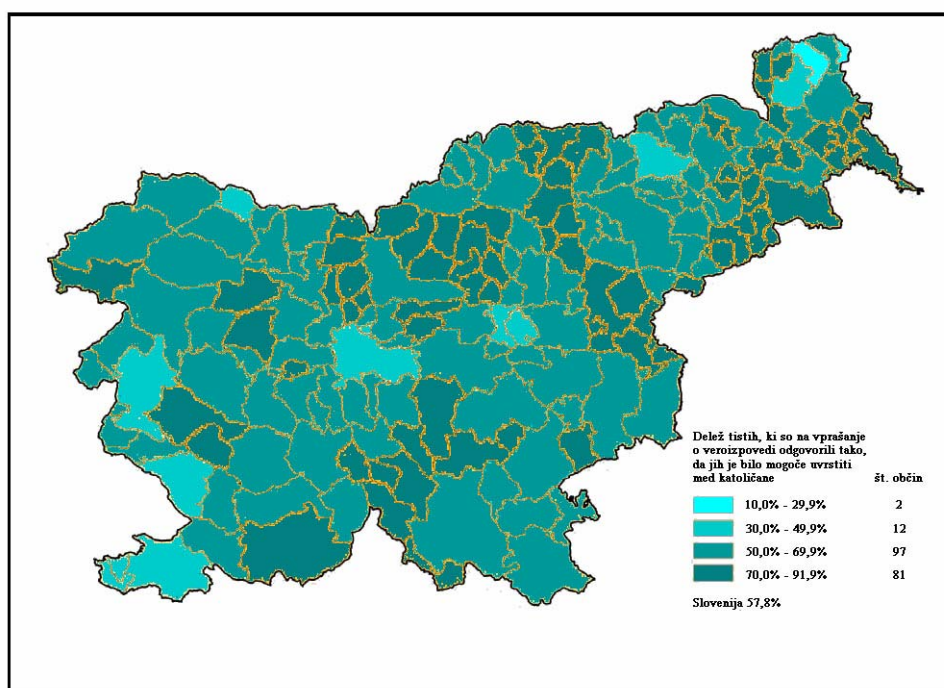 Delež tistih, ki so na vprašanje
o veroizpovedi odgovorili tako,
da jih je bilo mogoče uvrstiti
med katoličane št. občin
10,0% - 29,9% 2
30,0% - 49,9% 12
50,0% - 69,9% 97
70,0% - 91,9% 81
Slovenija 57,8%